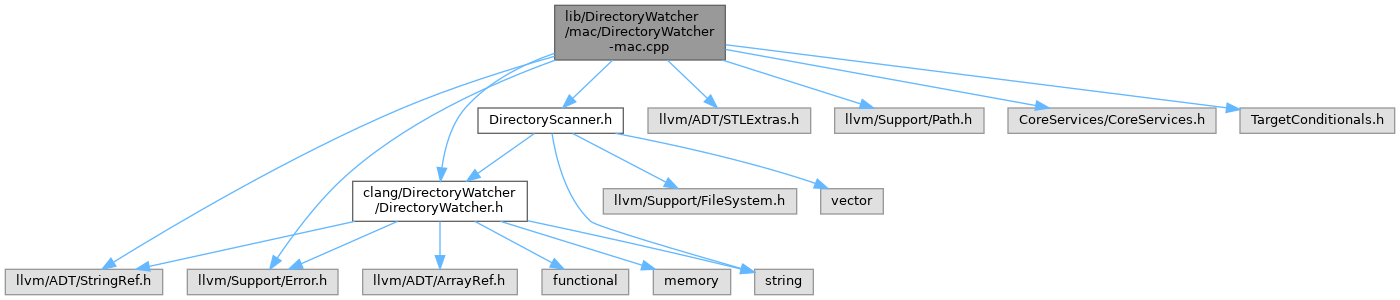 lib/DirectoryWatcher
/mac/DirectoryWatcher
-mac.cpp
DirectoryScanner.h
llvm/ADT/STLExtras.h
llvm/Support/Path.h
CoreServices/CoreServices.h
TargetConditionals.h
clang/DirectoryWatcher
/DirectoryWatcher.h
llvm/Support/FileSystem.h
vector
llvm/ADT/StringRef.h
llvm/Support/Error.h
llvm/ADT/ArrayRef.h
functional
memory
string